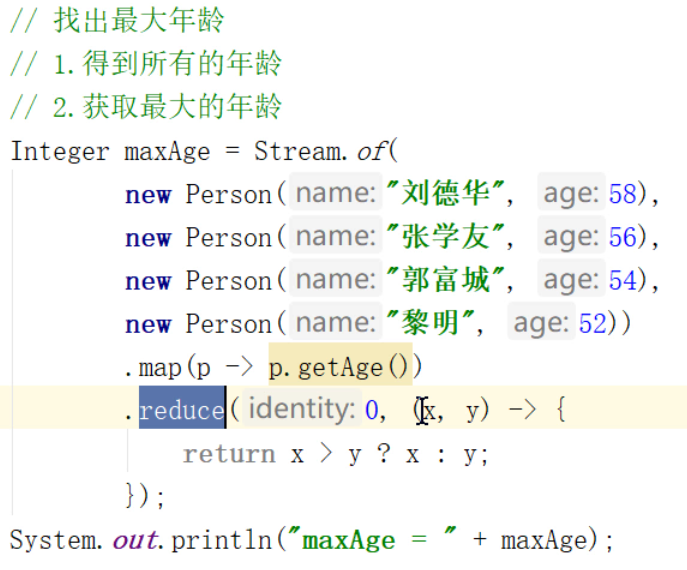 // 找出最大年龄
// 1.得到所有的年龄
// 2.获取最大的年龄
Integer maxAge = Stream.of(
new Person( name: "刘德华", age: 58),
new Person( name: "张学友", age: 56),
new Person( name: "郭富城", age: 54),
new Person( name: "黎明", age: 52))
.map(p -> p.getAge())
.reduce( identity: 0, (x, y) -> {
return x > y ? x : y;
});
System.out.println("maxAge = " + maxAge);